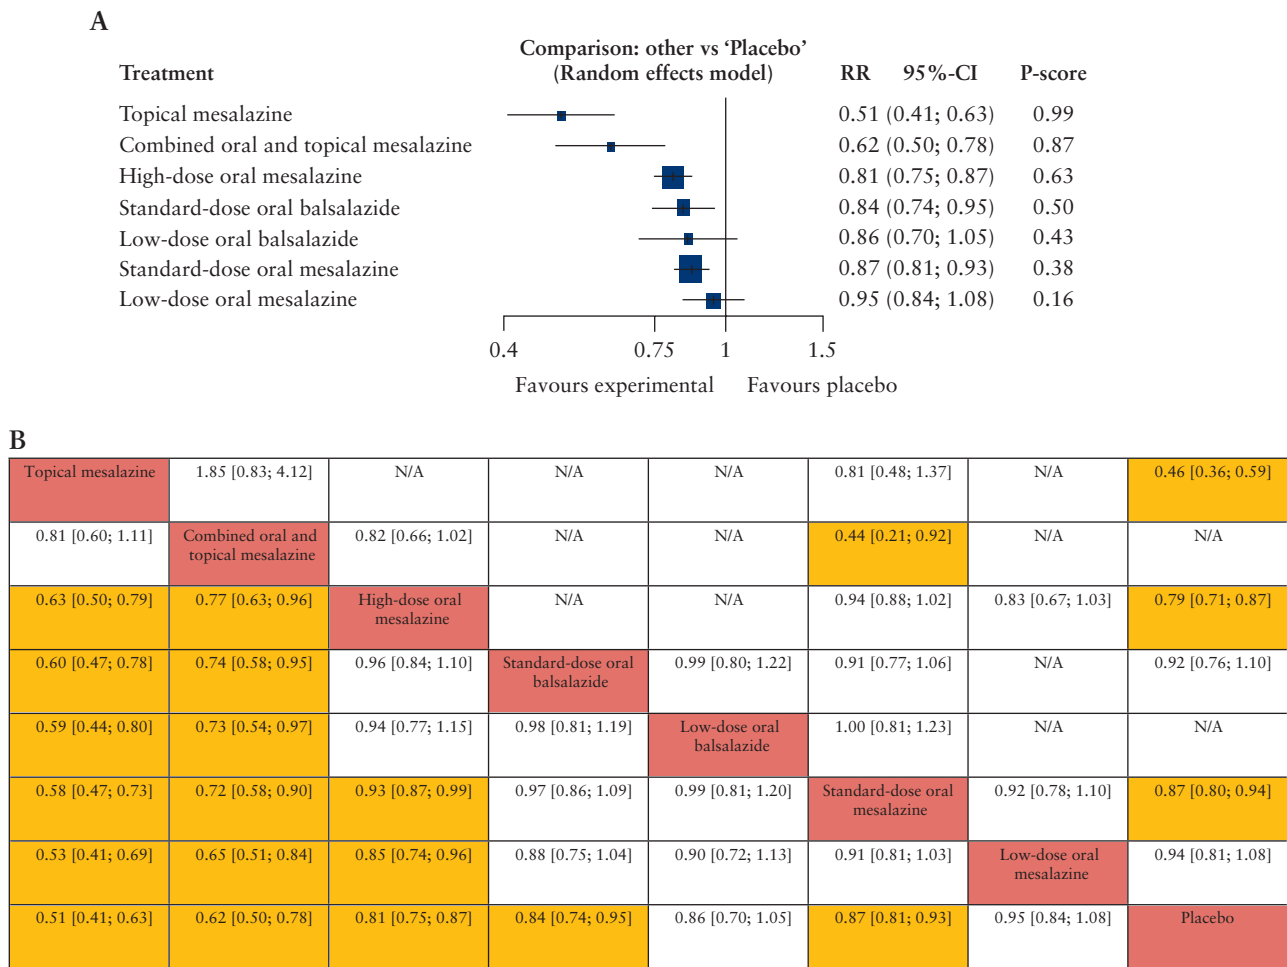 A
Treatment
Comparison: other vs ‘Placebo’
(Random effects model)
RR 95%-CI P-score
Topical mesalazine 0.51 (0.41; 0.63) 0.99
Combined oral and topical mesalazine 0.62 (0.50; 0.78) 0.87
High-dose oral mesalazine 0.81 (0.75; 0.87) 0.63
Standard-dose oral balsalazide 0.84 (0.74; 0.95) 0.50
Low-dose oral balsalazide 0.86 (0.70; 1.05) 0.43
Standard-dose oral mesalazine 0.87 (0.81; 0.93) 0.38
Low-dose oral mesalazine 0.95 (0.84; 1.08) 0.16
0.4 0.75 1 1.5
Favours experimental Favours placebo
B
Topical mesalazine 1.85 [0.83; 4.12] N/A N/A N/A 0.81 [0.48; 1.37] N/A 0.46 [0.36; 0.59]
0.81 [0.60; 1.11] Combined oral and
topical mesalazine 0.82 [0.66; 1.02] N/A N/A 0.44 [0.21; 0.92] N/A N/A
0.63 [0.50; 0.79] 0.77 [0.63; 0.96] High-dose oral
mesalazine N/A N/A 0.94 [0.88; 1.02] 0.83 [0.67; 1.03] 0.79 [0.71; 0.87]
0.60 [0.47; 0.78] 0.74 [0.58; 0.95] 0.96 [0.84; 1.10] Standard-dose oral
balsalazide 0.99 [0.80; 1.22] 0.91 [0.77; 1.06] N/A 0.92 [0.76; 1.10]
0.59 [0.44; 0.80] 0.73 [0.54; 0.97] 0.94 [0.77; 1.15] 0.98 [0.81; 1.19] Low-dose oral
balsalazide 1.00 [0.81; 1.23] N/A N/A
0.58 [0.47; 0.73] 0.72 [0.58; 0.90] 0.93 [0.87; 0.99] 0.97 [0.86; 1.09] 0.99 [0.81; 1.20] Standard-dose oral
mesalazine 0.92 [0.78; 1.10] 0.87 [0.80; 0.94]
0.53 [0.41; 0.69] 0.65 [0.51; 0.84] 0.85 [0.74; 0.96] 0.88 [0.75; 1.04] 0.90 [0.72; 1.13] 0.91 [0.81; 1.03] Low-dose oral
mesalazine 0.94 [0.81; 1.08]
0.51 [0.41; 0.63] 0.62 [0.50; 0.78] 0.81 [0.75; 0.87] 0.84 [0.74; 0.95] 0.86 [0.70; 1.05] 0.87 [0.81; 0.93] 0.95 [0.84; 1.08] Placebo